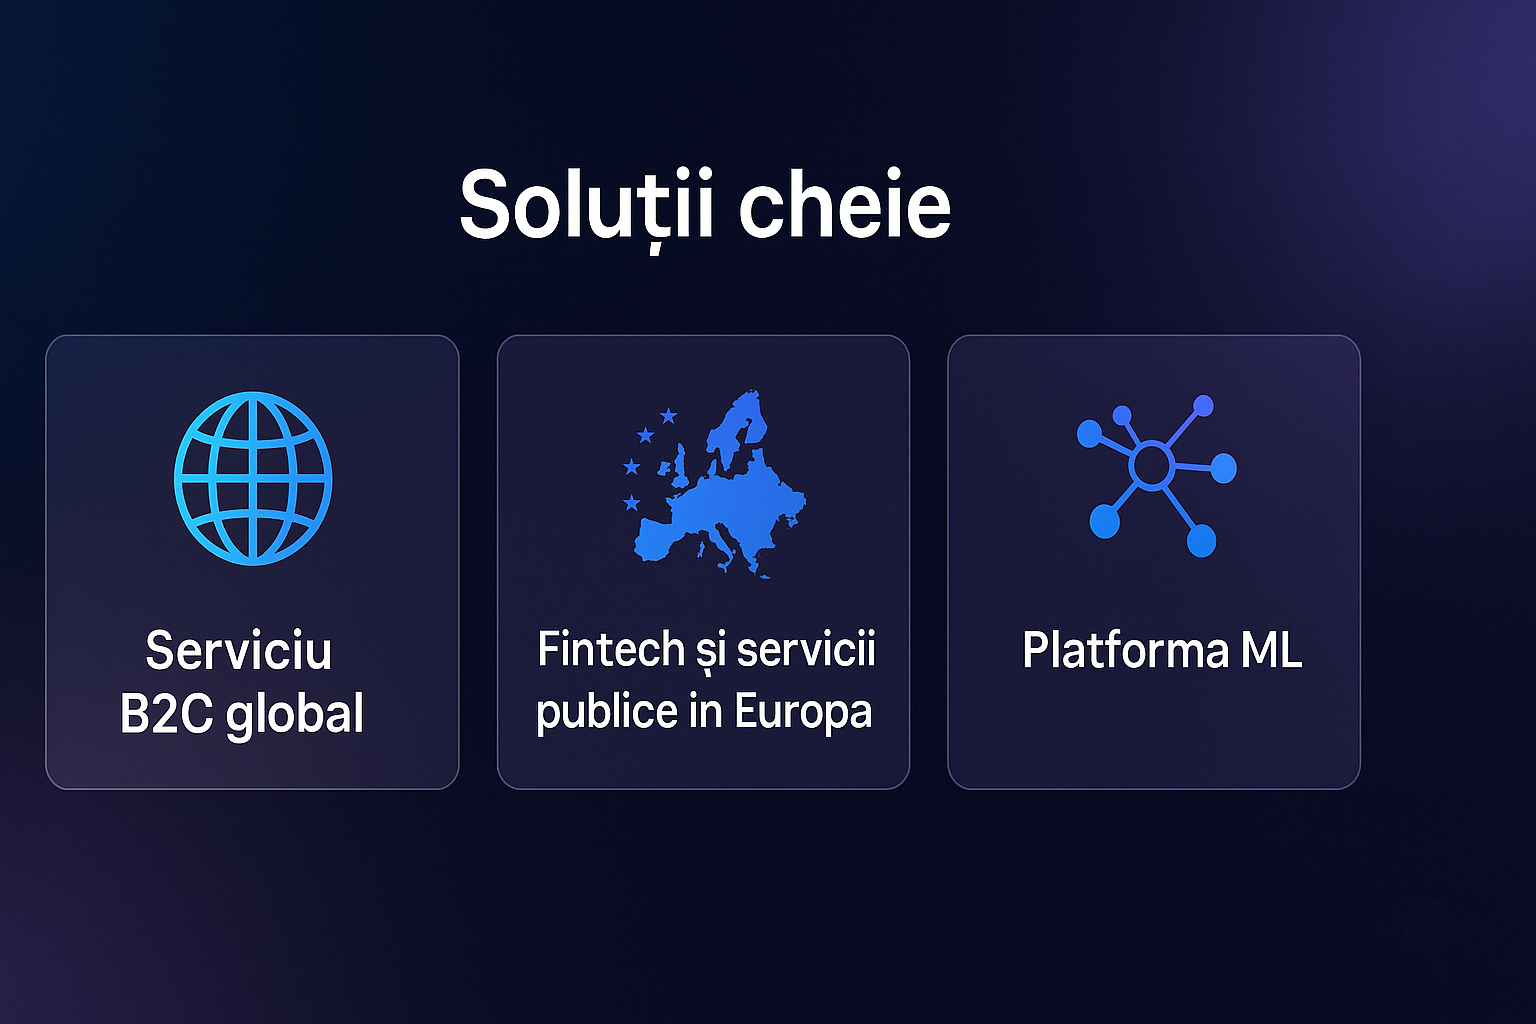 Soluții cheie
Serviciu
B2C global
Fintech și servicii
publice in Europa
Platforma ML